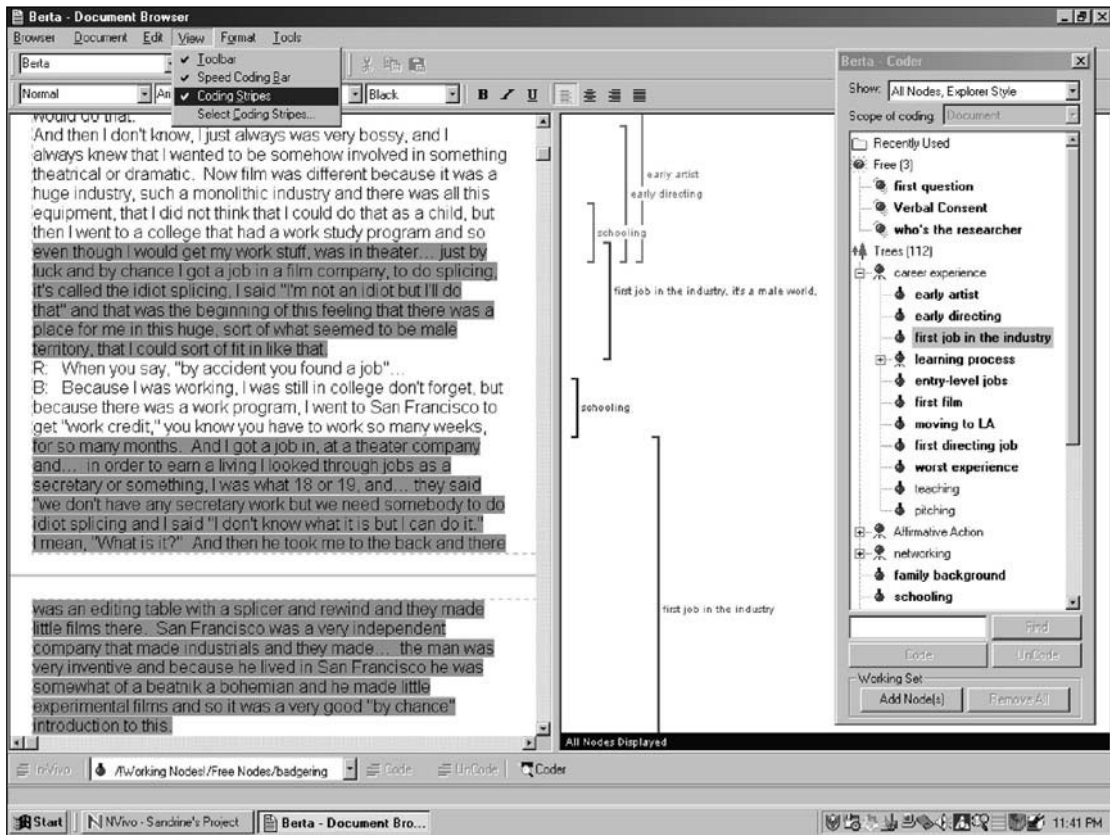 Berta - Document Browser
Browser Document Edit View Format Tools
Berta
Toolbar
Speed Coding Bar
Coding Stripes
Select Coding Stripes...
Normal
Black
B I U
would do that.
And then I don't know, I just always was very bossy, and I
always knew that I wanted to be somehow involved in something
theatrical or dramatic. Now film was different because it was a
huge industry, such a monolithic industry and there was all this
equipment, that I did not think that I could do that as a child, but
then I went to a college that had a work study program and so
even though I would get my work stuff, was in theater... just by
luck and by chance I got a job in a film company, to do splicing,
it's called the idiot splicing, I said "I'm not an idiot but I'll do
that" and that was the beginning of this feeling that there was a
place for me in this huge, sort of what seemed to be male
territory, that I could sort of fit in like that.
R: When you say, "by accident you found a job"...
B: Because I was working, I was still in college don't forget, but
because there was a work program, I went to San Francisco to
get "work credit," you know you have to work so many weeks,
for so many months. And I got a job in, at a theater company
and... in order to earn a living I looked through jobs as a
secretary or something, I was what 18 or 19, and... they said
"we don't have any secretary work but we need somebody to do
idiot splicing and I said "I don't know what it is but I can do it."
I mean, "What is it?" And then he took me to the back and there
was an editing table with a splicer and rewind and they made
little films there. San Francisco was a very independent
company that made industrials and they made.... the man was
very inventive and because he lived in San Francisco he was
somewhat of a beatnik a bohemian and he made little
experimental films and so it was a very good "by chance"
introduction to this.
early artist
early directing
schooling
first job in the industry, it's a male world,
schooling
first job in the industry
All Nodes Displayed
Berta - Coder
Show: All Nodes, Explorer Style
Scope of coding: Document
Recently Used
Free (3)
first question
Verbal Consent
who's the researcher
Trees (112)
career experience
early artist
early directing
first job in the industry
learning process
entry-level jobs
first film
moving to LA
first directing job
worst experience
teaching
pitching
Affirmative Action
networking
family background
schooling
Find
Code UnCode
Working Set
Add Node(s) Remove All
InVivo /!Working Nodes!/Free Nodes/badgering Code UnCode Coder
Start NVivo - Sandrine's Project Berta - Document Bro... 11:41 PM